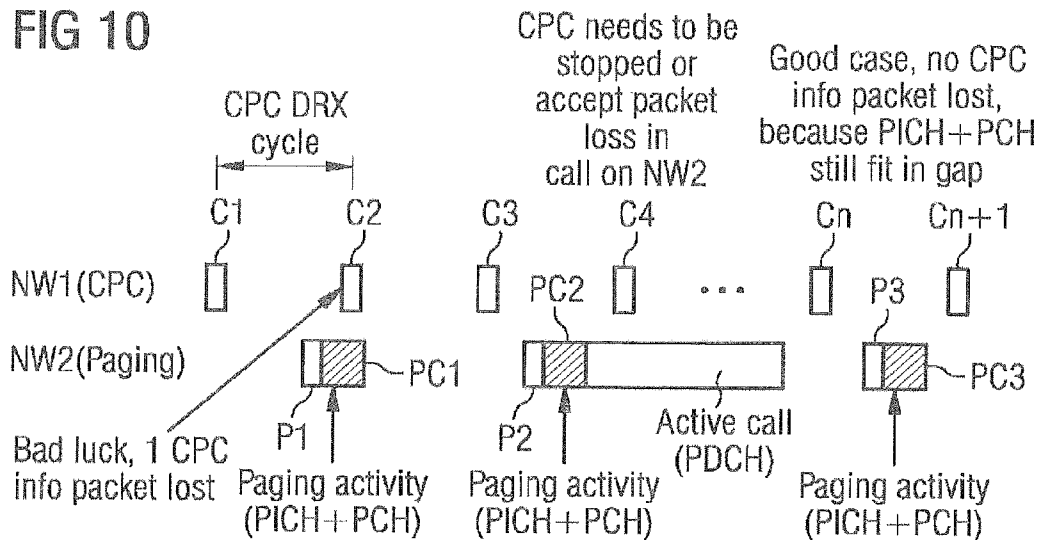 FIG 10
CPC DRX
cycle
CPC needs to be
stopped or
accept packet
loss in
call on NW2
Good case, no CPC
info packet lost,
because PICH+PCH
still fit in gap
C1
C2
C3
C4
Cn
Cn+1
NW1(CPC)
PC2
...
P3
NW2(Paging)
PC1
PC3
P1
P2
Active call
(PDCH)
Bad luck, 1 CPC
info packet lost
Paging activity
(PICH+PCH)
Paging activity
(PICH+PCH)
Paging activity
(PICH+PCH)